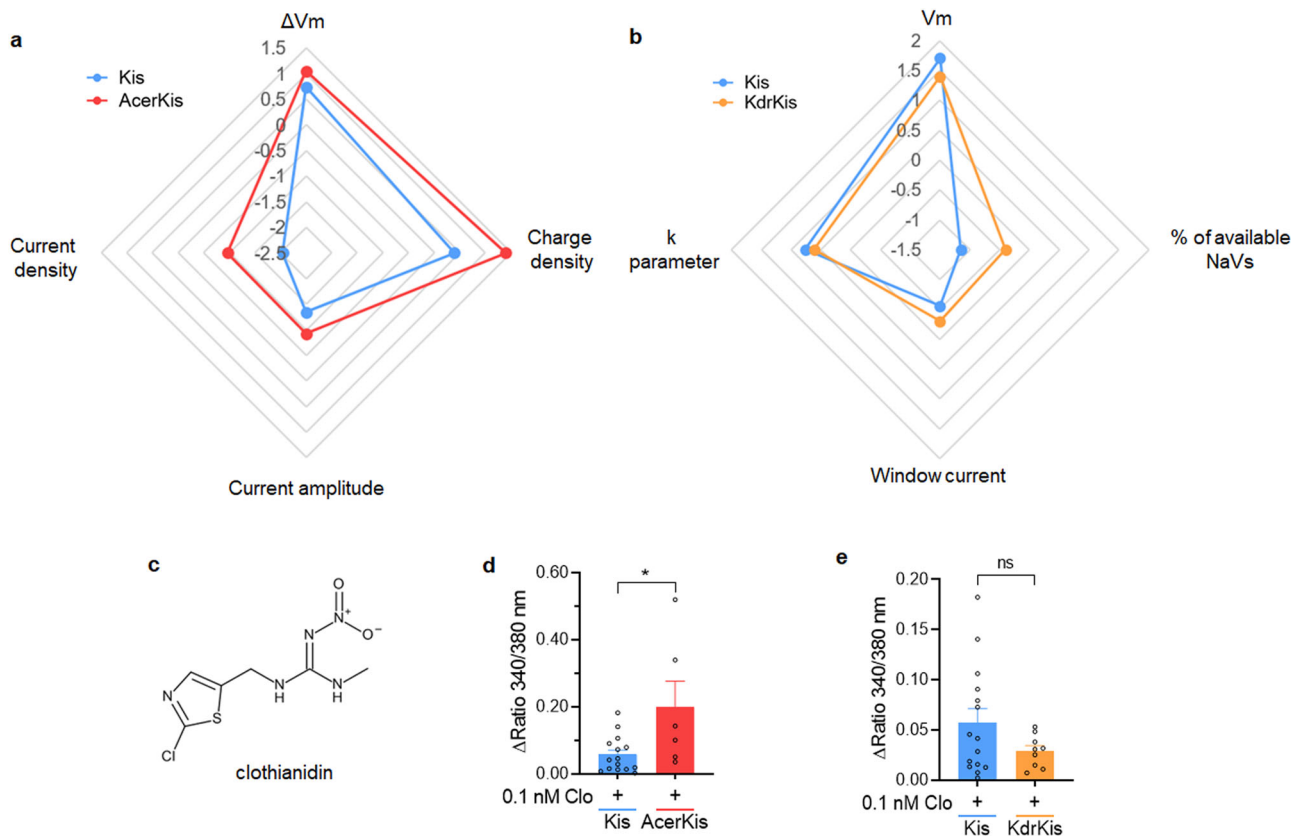 a
ΔVm
1.5
1
0.5
0
-0.5
-1
-1.5
-2
-2.5
Kis
AcerKis
Current
density
Charge
density
Current amplitude
b
Vm
2
1.5
1
0.5
0
-0.5
-1
-1.5
Kis
KdrKis
k
parameter
% of available
NaVs
Window current
c
O
N+
O−
N
N
H
N
H
N
S
Cl
clothianidin
d
ΔRatio 340/380 nm
0.60
0.40
0.20
0.00
*
0.1 nM Clo + +
Kis AcerKis
e
ΔRatio 340/380 nm
0.20
0.15
0.10
0.05
0.00
ns
0.1 nM Clo + +
Kis KdrKis